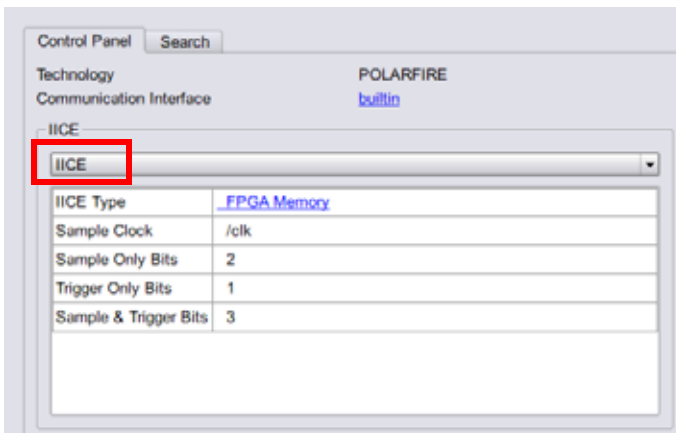 Control Panel Search
Technology POLARFIRE
Communication Interface builtin
IICE
IICE
IICE Type FPGA Memory
Sample Clock /clk
Sample Only Bits 2
Trigger Only Bits 1
Sample & Trigger Bits 3